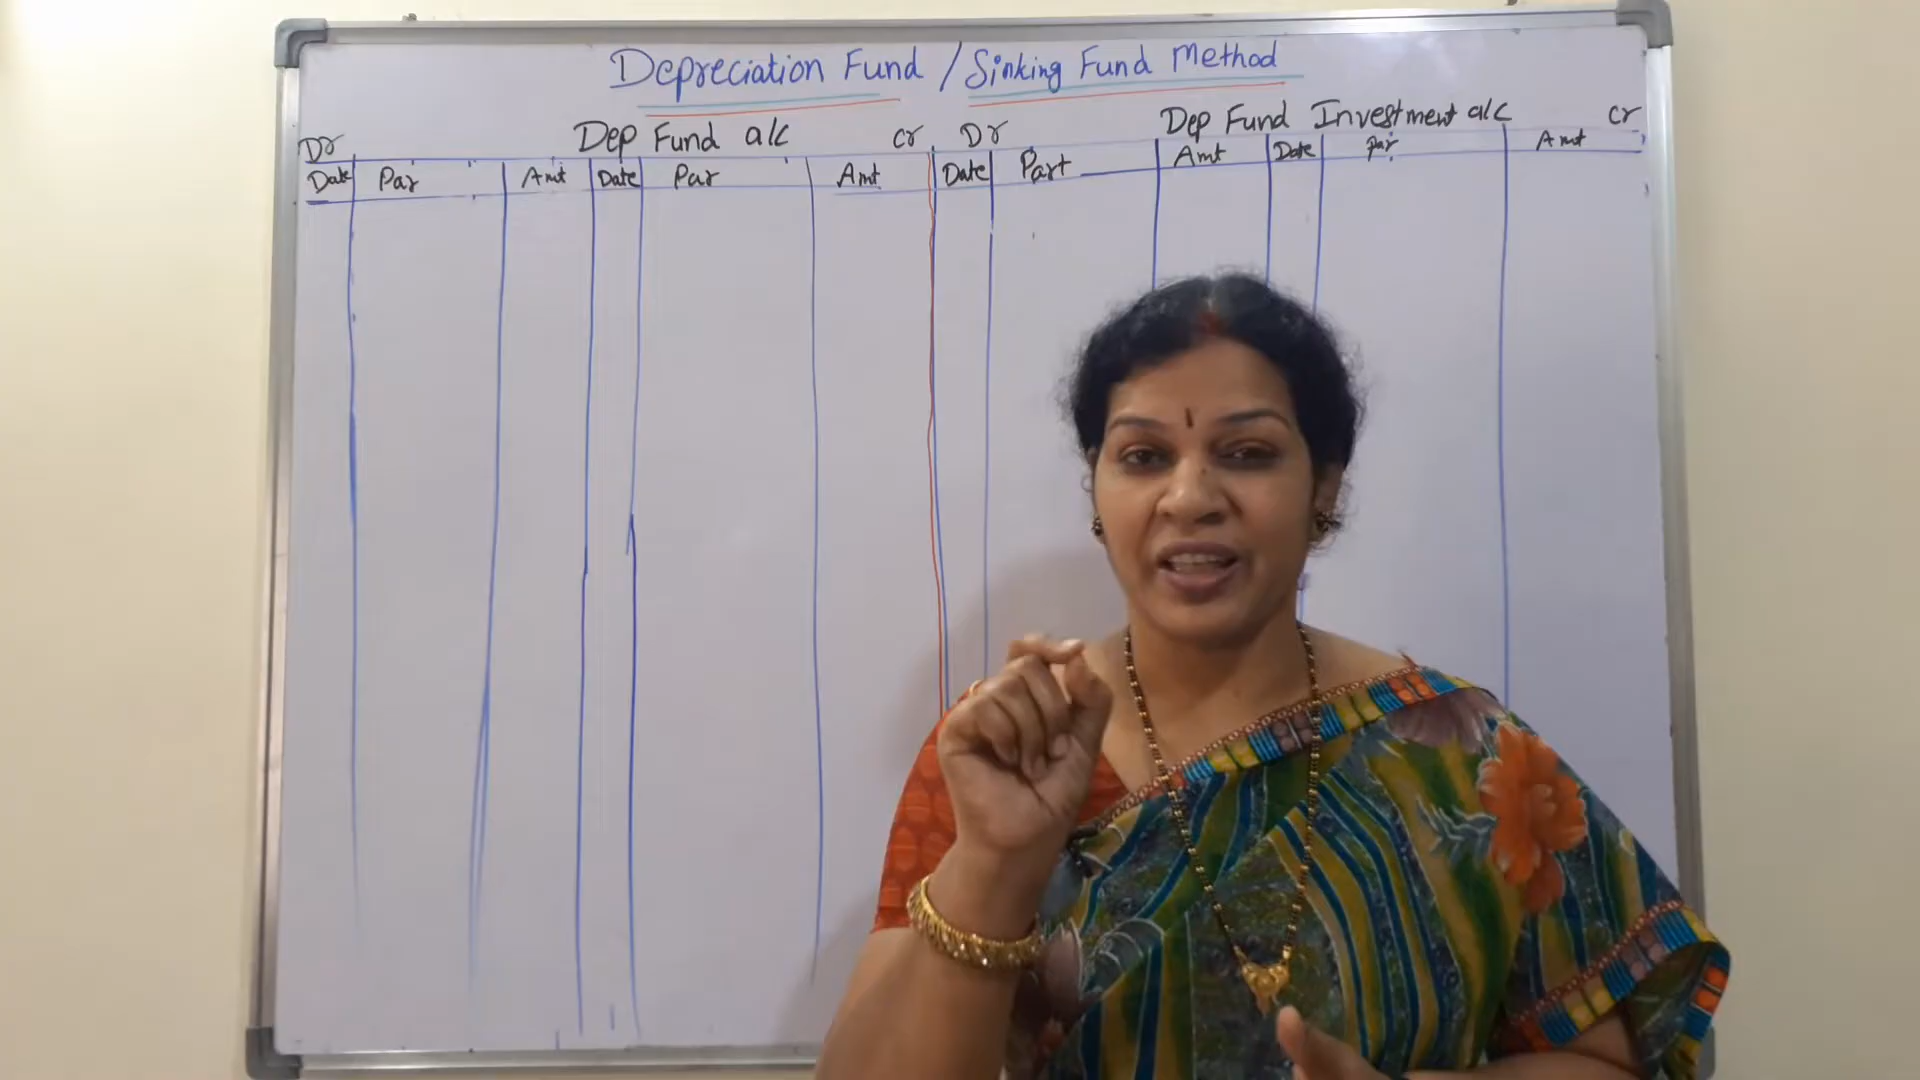 Depreciation Fund / Sinking Fund Method
Dr Dep Fund a/c Cr
Date Par Amt Date Par Amt
Dr Dep Fund Investment a/c Cr
Date Part Amt Date Par Amt